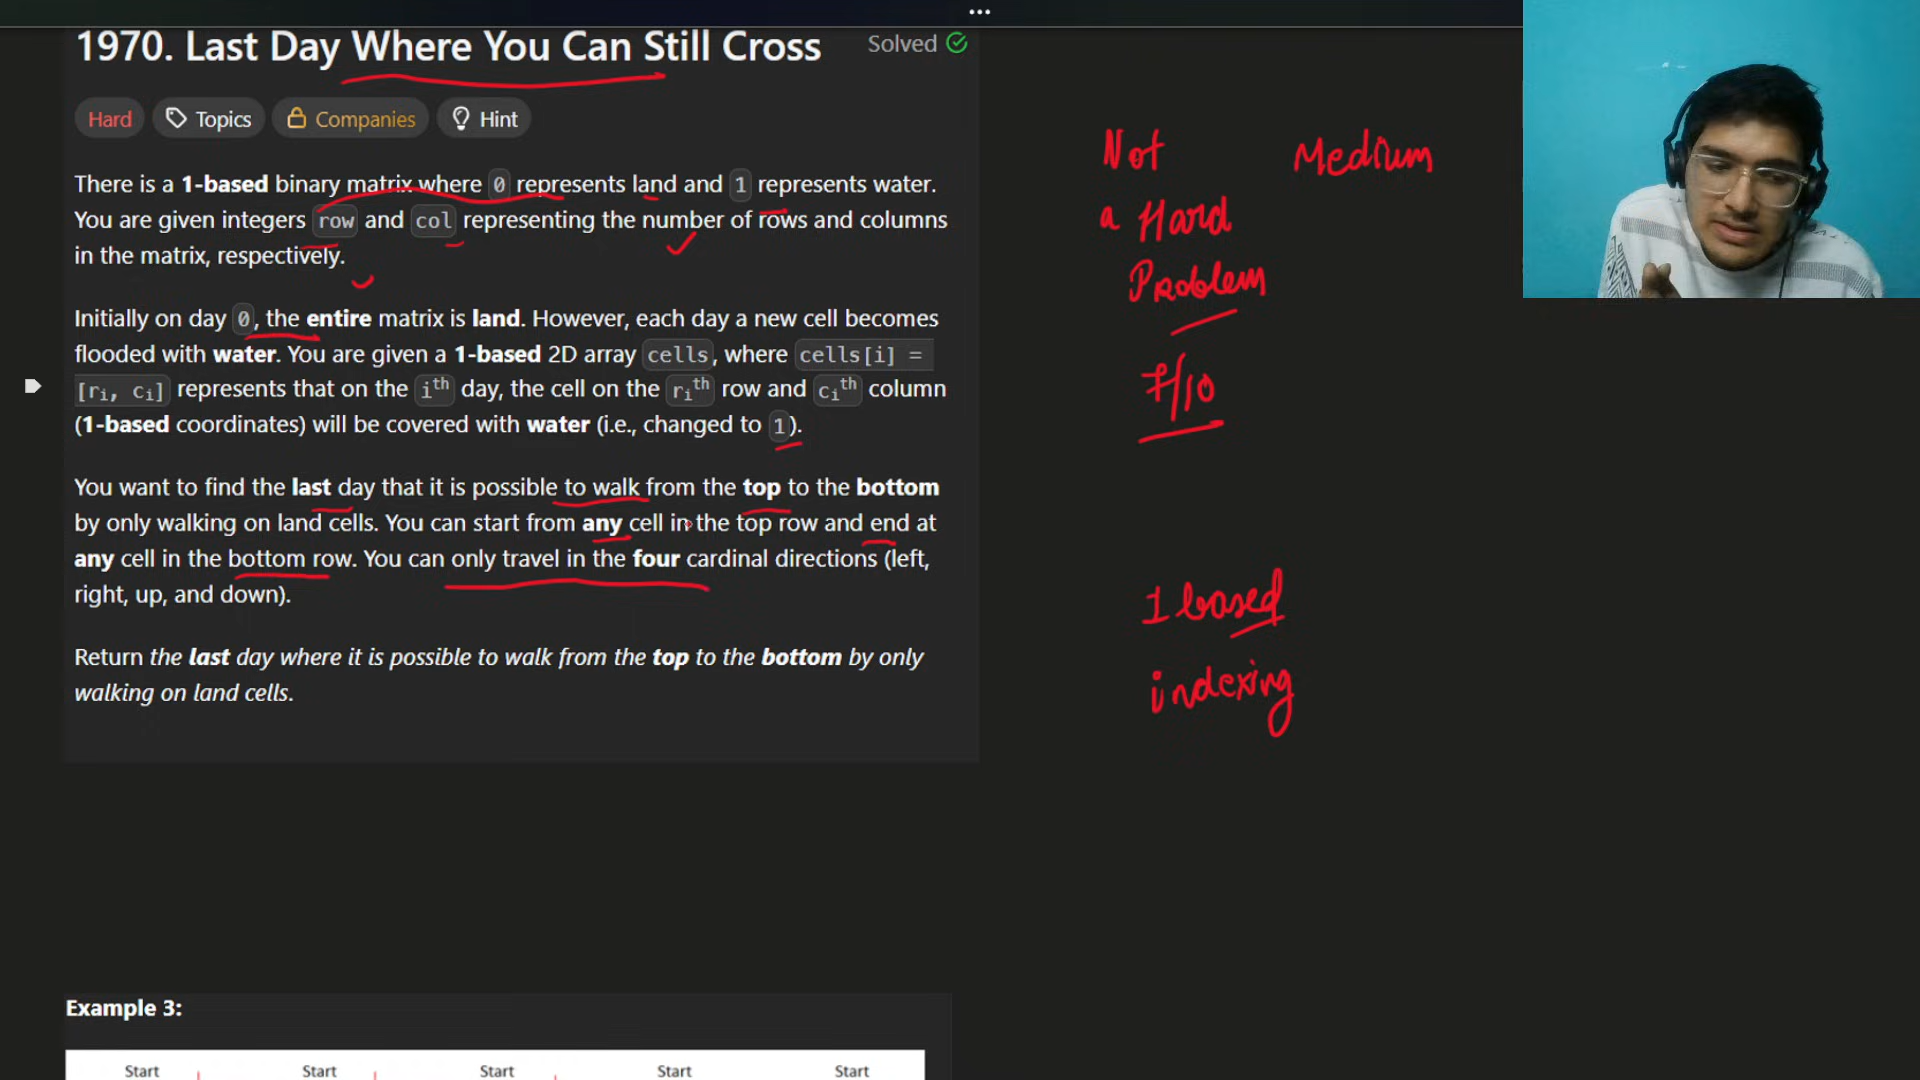 1970. Last Day Where You Can Still Cross
Solved
Hard Topics Companies Hint
There is a 1-based binary matrix where 0 represents land and 1 represents water.
You are given integers row and col representing the number of rows and columns
in the matrix, respectively.
Initially on day 0, the entire matrix is land. However, each day a new cell becomes
flooded with water. You are given a 1-based 2D array cells, where cells[i] =
[ri, ci] represents that on the ith day, the cell on the rith row and cith column
(1-based coordinates) will be covered with water (i.e., changed to 1).
You want to find the last day that it is possible to walk from the top to the bottom
by only walking on land cells. You can start from any cell in the top row and end at
any cell in the bottom row. You can only travel in the four cardinal directions (left,
right, up, and down).
Return the last day where it is possible to walk from the top to the bottom by only
walking on land cells.
Example 3:
Start Start Start Start Start
Not
a Hard
Problem
7/10
Medium
1 based
indexing